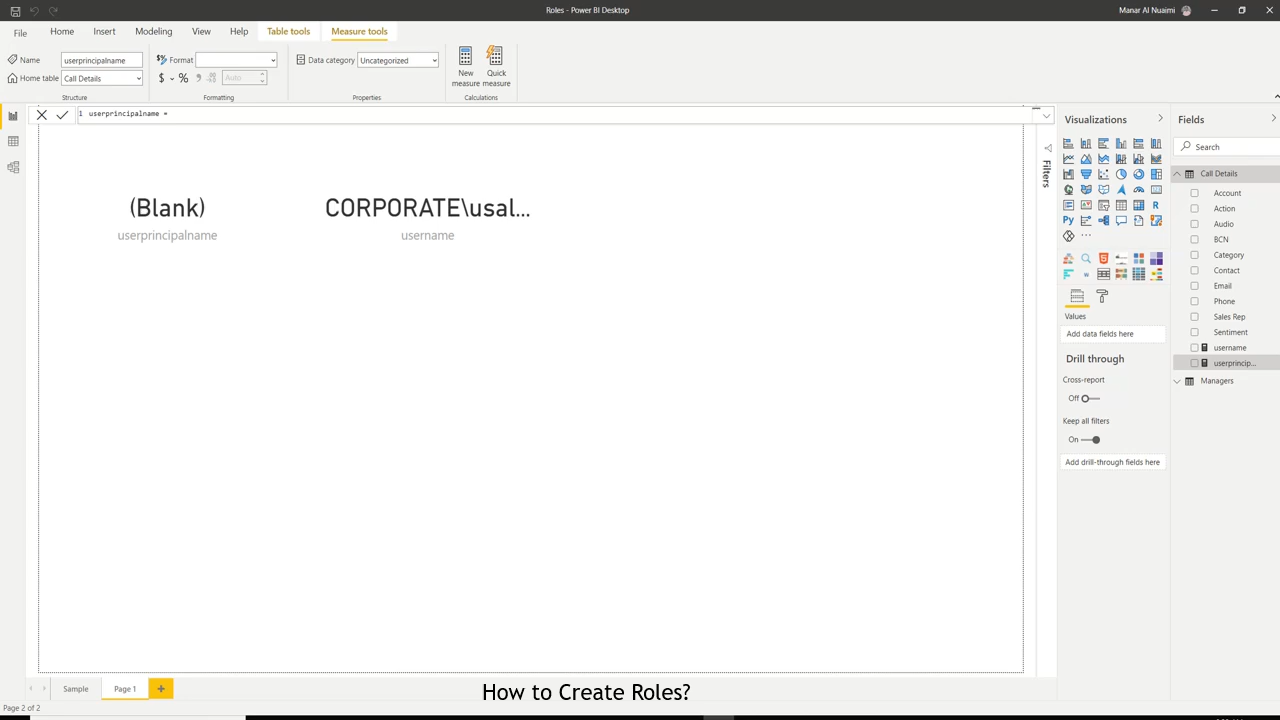 Roles - Power BI Desktop
Manar Al Nuaimi
File
Home
Insert
Modeling
View
Help
Table tools
Measure tools
Name
userprincipalname
Home table
Call Details
Structure
Format
$
%
Auto
Formatting
Data category
Uncategorized
Properties
New
measure
Quick
measure
Calculations
1 userprincipalname =
(Blank)
userprincipalname
CORPORATE\usal...
username
Filters
Visualizations
Py
R
Values
Add data fields here
Drill through
Cross-report
Off
Keep all filters
On
Add drill-through fields here
Fields
Search
Call Details
Account
Action
Audio
BCN
Category
Contact
Email
Phone
Sales Rep
Sentiment
username
userprincip...
Managers
Sample
Page 1
How to Create Roles?
Page 2 of 2